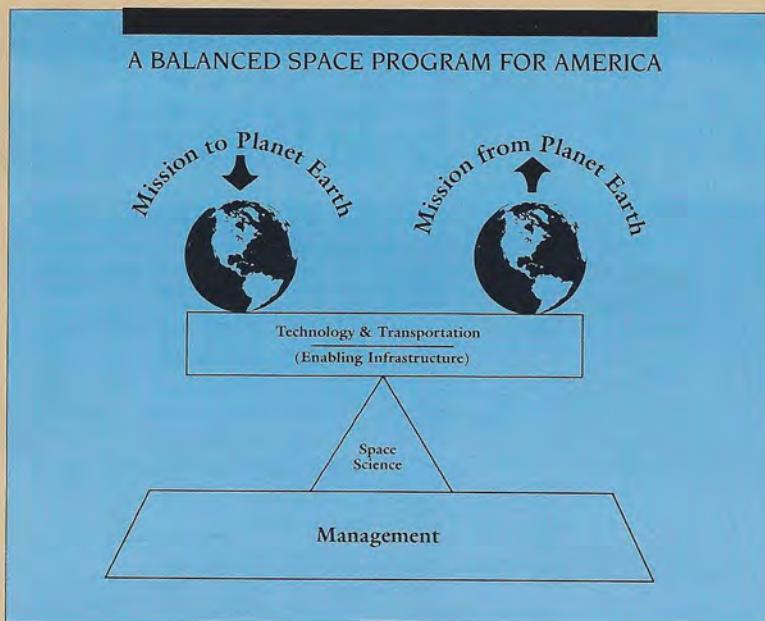 A BALANCED SPACE PROGRAM FOR AMERICA
Mission to Planet Earth
Mission from Planet Earth
Technology & Transportation
(Enabling Infrastructure)
Space
Science
Management